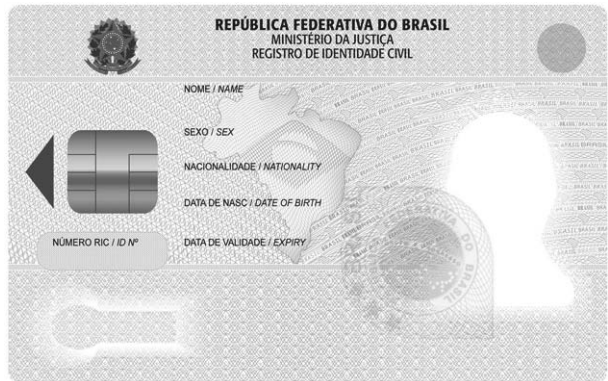 REPÚBLICA FEDERATIVA DO BRASIL
MINISTÉRIO DA JUSTIÇA
REGISTRO DE IDENTIDADE CIVIL
NOME / NAME
SEXO / SEX
NACIONALIDADE / NATIONALITY
DATA DE NASC / DATE OF BIRTH
NÚMERO RIC / ID Nº
DATA DE VALIDADE / EXPIRY